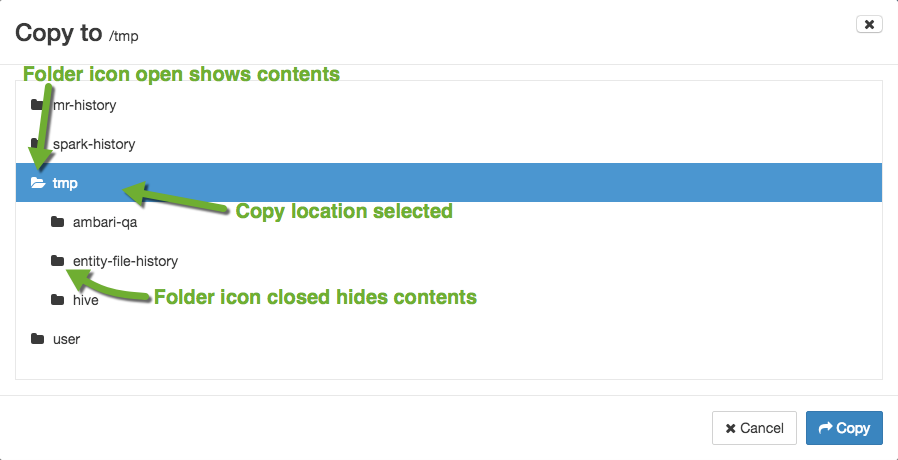 Copy to /tmp
Folder icon open shows contents
mr-history
spark-history
tmp
Copy location selected
ambari-qa
entity-file-history
Folder icon closed hides contents
hive
user
Cancel
Copy